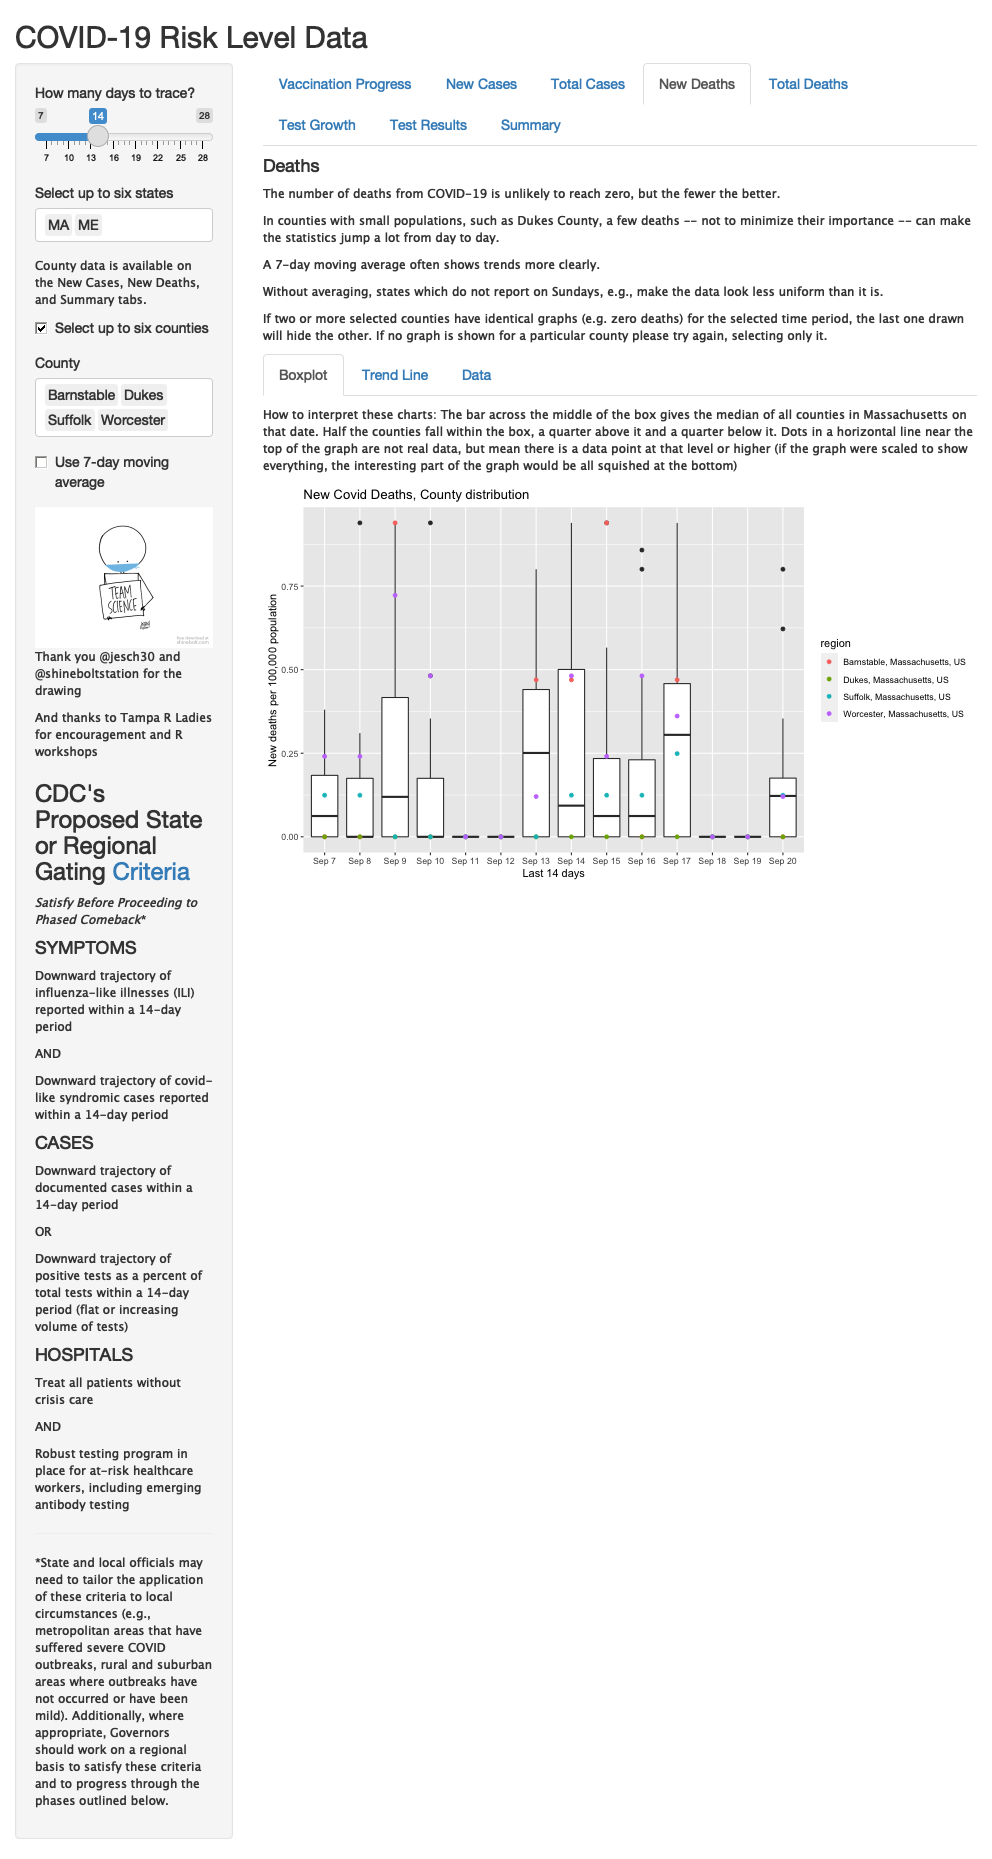 COVID-19 Risk Level Data
How many days to trace?
7
14
28
7 10 13 16 19 22 25 28
Select up to six states
MA ME
County data is available on
the New Cases, New Deaths,
and Summary tabs.
Select up to six counties
County
Barnstable Dukes
Suffolk Worcester
Use 7-day moving
average
TEAM
SCIENCE
Thank you @jesch30 and
@shineboltstation for the
drawing
And thanks to Tampa R Ladies
for encouragement and R
workshops
CDC's
Proposed State
or Regional
Gating Criteria
Satisfy Before Proceeding to
Phased Comeback*
SYMPTOMS
Downward trajectory of
influenza-like illnesses (ILI)
reported within a 14-day
period
AND
Downward trajectory of covid-
like syndromic cases reported
within a 14-day period
CASES
Downward trajectory of
documented cases within a
14-day period
OR
Downward trajectory of
positive tests as a percent of
total tests within a 14-day
period (flat or increasing
volume of tests)
HOSPITALS
Treat all patients without
crisis care
AND
Robust testing program in
place for at-risk healthcare
workers, including emerging
antibody testing
*State and local officials may
need to tailor the application
of these criteria to local
circumstances (e.g.,
metropolitan areas that have
suffered severe COVID
outbreaks, rural and suburban
areas where outbreaks have
not occurred or have been
mild). Additionally, where
appropriate, Governors
should work on a regional
basis to satisfy these criteria
and to progress through the
phases outlined below.
Vaccination Progress New Cases Total Cases New Deaths Total Deaths
Test Growth Test Results Summary
Deaths
The number of deaths from COVID-19 is unlikely to reach zero, but the fewer the better.
In counties with small populations, such as Dukes County, a few deaths -- not to minimize their importance -- can make
the statistics jump a lot from day to day.
A 7-day moving average often shows trends more clearly.
Without averaging, states which do not report on Sundays, e.g., make the data look less uniform than it is.
If two or more selected counties have identical graphs (e.g. zero deaths) for the selected time period, the last one drawn
will hide the other. If no graph is shown for a particular county please try again, selecting only it.
Boxplot Trend Line Data
How to interpret these charts: The bar across the middle of the box gives the median of all counties in Massachusetts on
that date. Half the counties fall within the box, a quarter above it and a quarter below it. Dots in a horizontal line near the
top of the graph are not real data, but mean there is a data point at that level or higher (if the graph were scaled to show
everything, the interesting part of the graph would be all squished at the bottom)
New Covid Deaths, County distribution
New deaths per 100,000 population
0.75
0.50
0.25
0.00
Sep 7 Sep 8 Sep 9 Sep 10 Sep 11 Sep 12 Sep 13 Sep 14 Sep 15 Sep 16 Sep 17 Sep 18 Sep 19 Sep 20
Last 14 days
region
Barnstable, Massachusetts, US
Dukes, Massachusetts, US
Suffolk, Massachusetts, US
Worcester, Massachusetts, US